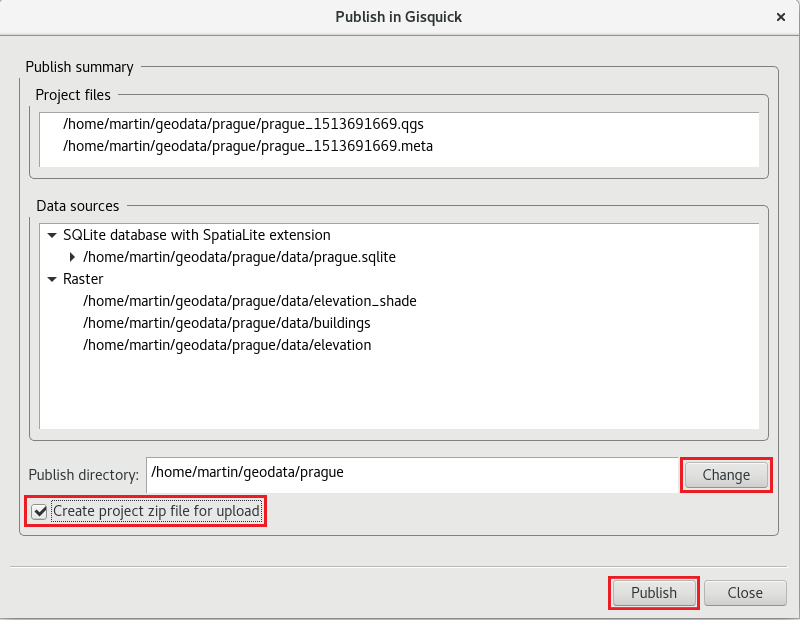 Publish in Gisquick
Publish summary
Project files
/home/martin/geodata/prague/prague_1513691669.qgs
/home/martin/geodata/prague/prague_1513691669.meta
Data sources
SQLite database with SpatiaLite extension
/home/martin/geodata/prague/data/prague.sqlite
Raster
/home/martin/geodata/prague/data/elevation_shade
/home/martin/geodata/prague/data/buildings
/home/martin/geodata/prague/data/elevation
Publish directory: /home/martin/geodata/prague Change
Create project zip file for upload
Publish Close